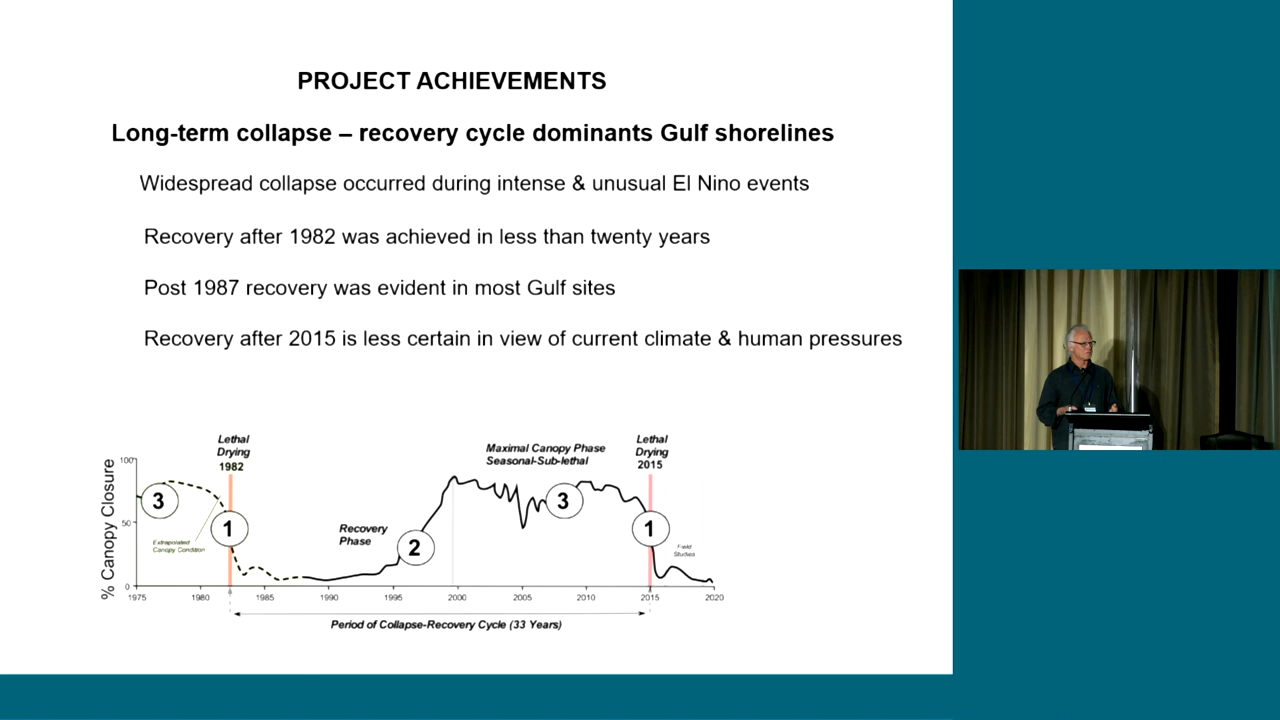 PROJECT ACHIEVEMENTS
Long-term collapse – recovery cycle dominants Gulf shorelines
Widespread collapse occurred during intense & unusual El Nino events
Recovery after 1982 was achieved in less than twenty years
Post 1987 recovery was evident in most Gulf sites
Recovery after 2015 is less certain in view of current climate & human pressures
Lethal
Drying
1982
Maximal Canopy Phase
Seasonal-Sub-lethal
Lethal
Drying
2015
% Canopy Closure
100
50
0
3
1
2
3
1
Extrapolated
Canopy Condition
Recovery
Phase
Field
Studies
1975 1980 1985 1990 1995 2000 2005 2010 2015 2020
Period of Collapse-Recovery Cycle (33 Years)